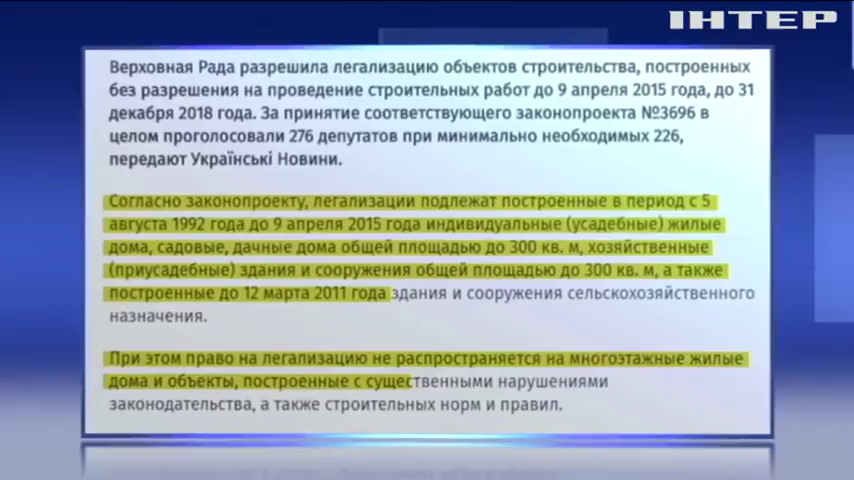 ІНТЕР
Верховная Рада разрешила легализацию объектов строительства, построенных
без разрешения на проведение строительных работ до 9 апреля 2015 года, до 31
декабря 2018 года. За принятие соответствующего законопроекта №3696 в
целом проголосовали 276 депутатов при минимально необходимых 226,
передают Українські Новини.
Согласно законопроекту, легализации подлежат построенные в период с 5
августа 1992 года до 9 апреля 2015 года индивидуальные (усадебные) жилые
дома, садовые, дачные дома общей площадью до 300 кв. м, хозяйственные
(приусадебные) здания и сооружения общей площадью до 300 кв. м, а также
построенные до 12 марта 2011 года здания и сооружения сельскохозяйственного
назначения.
При этом право на легализацию не распространяется на многоэтажные жилые
дома и объекты, построенные с существенными нарушениями
законодательства, а также строительных норм и правил.